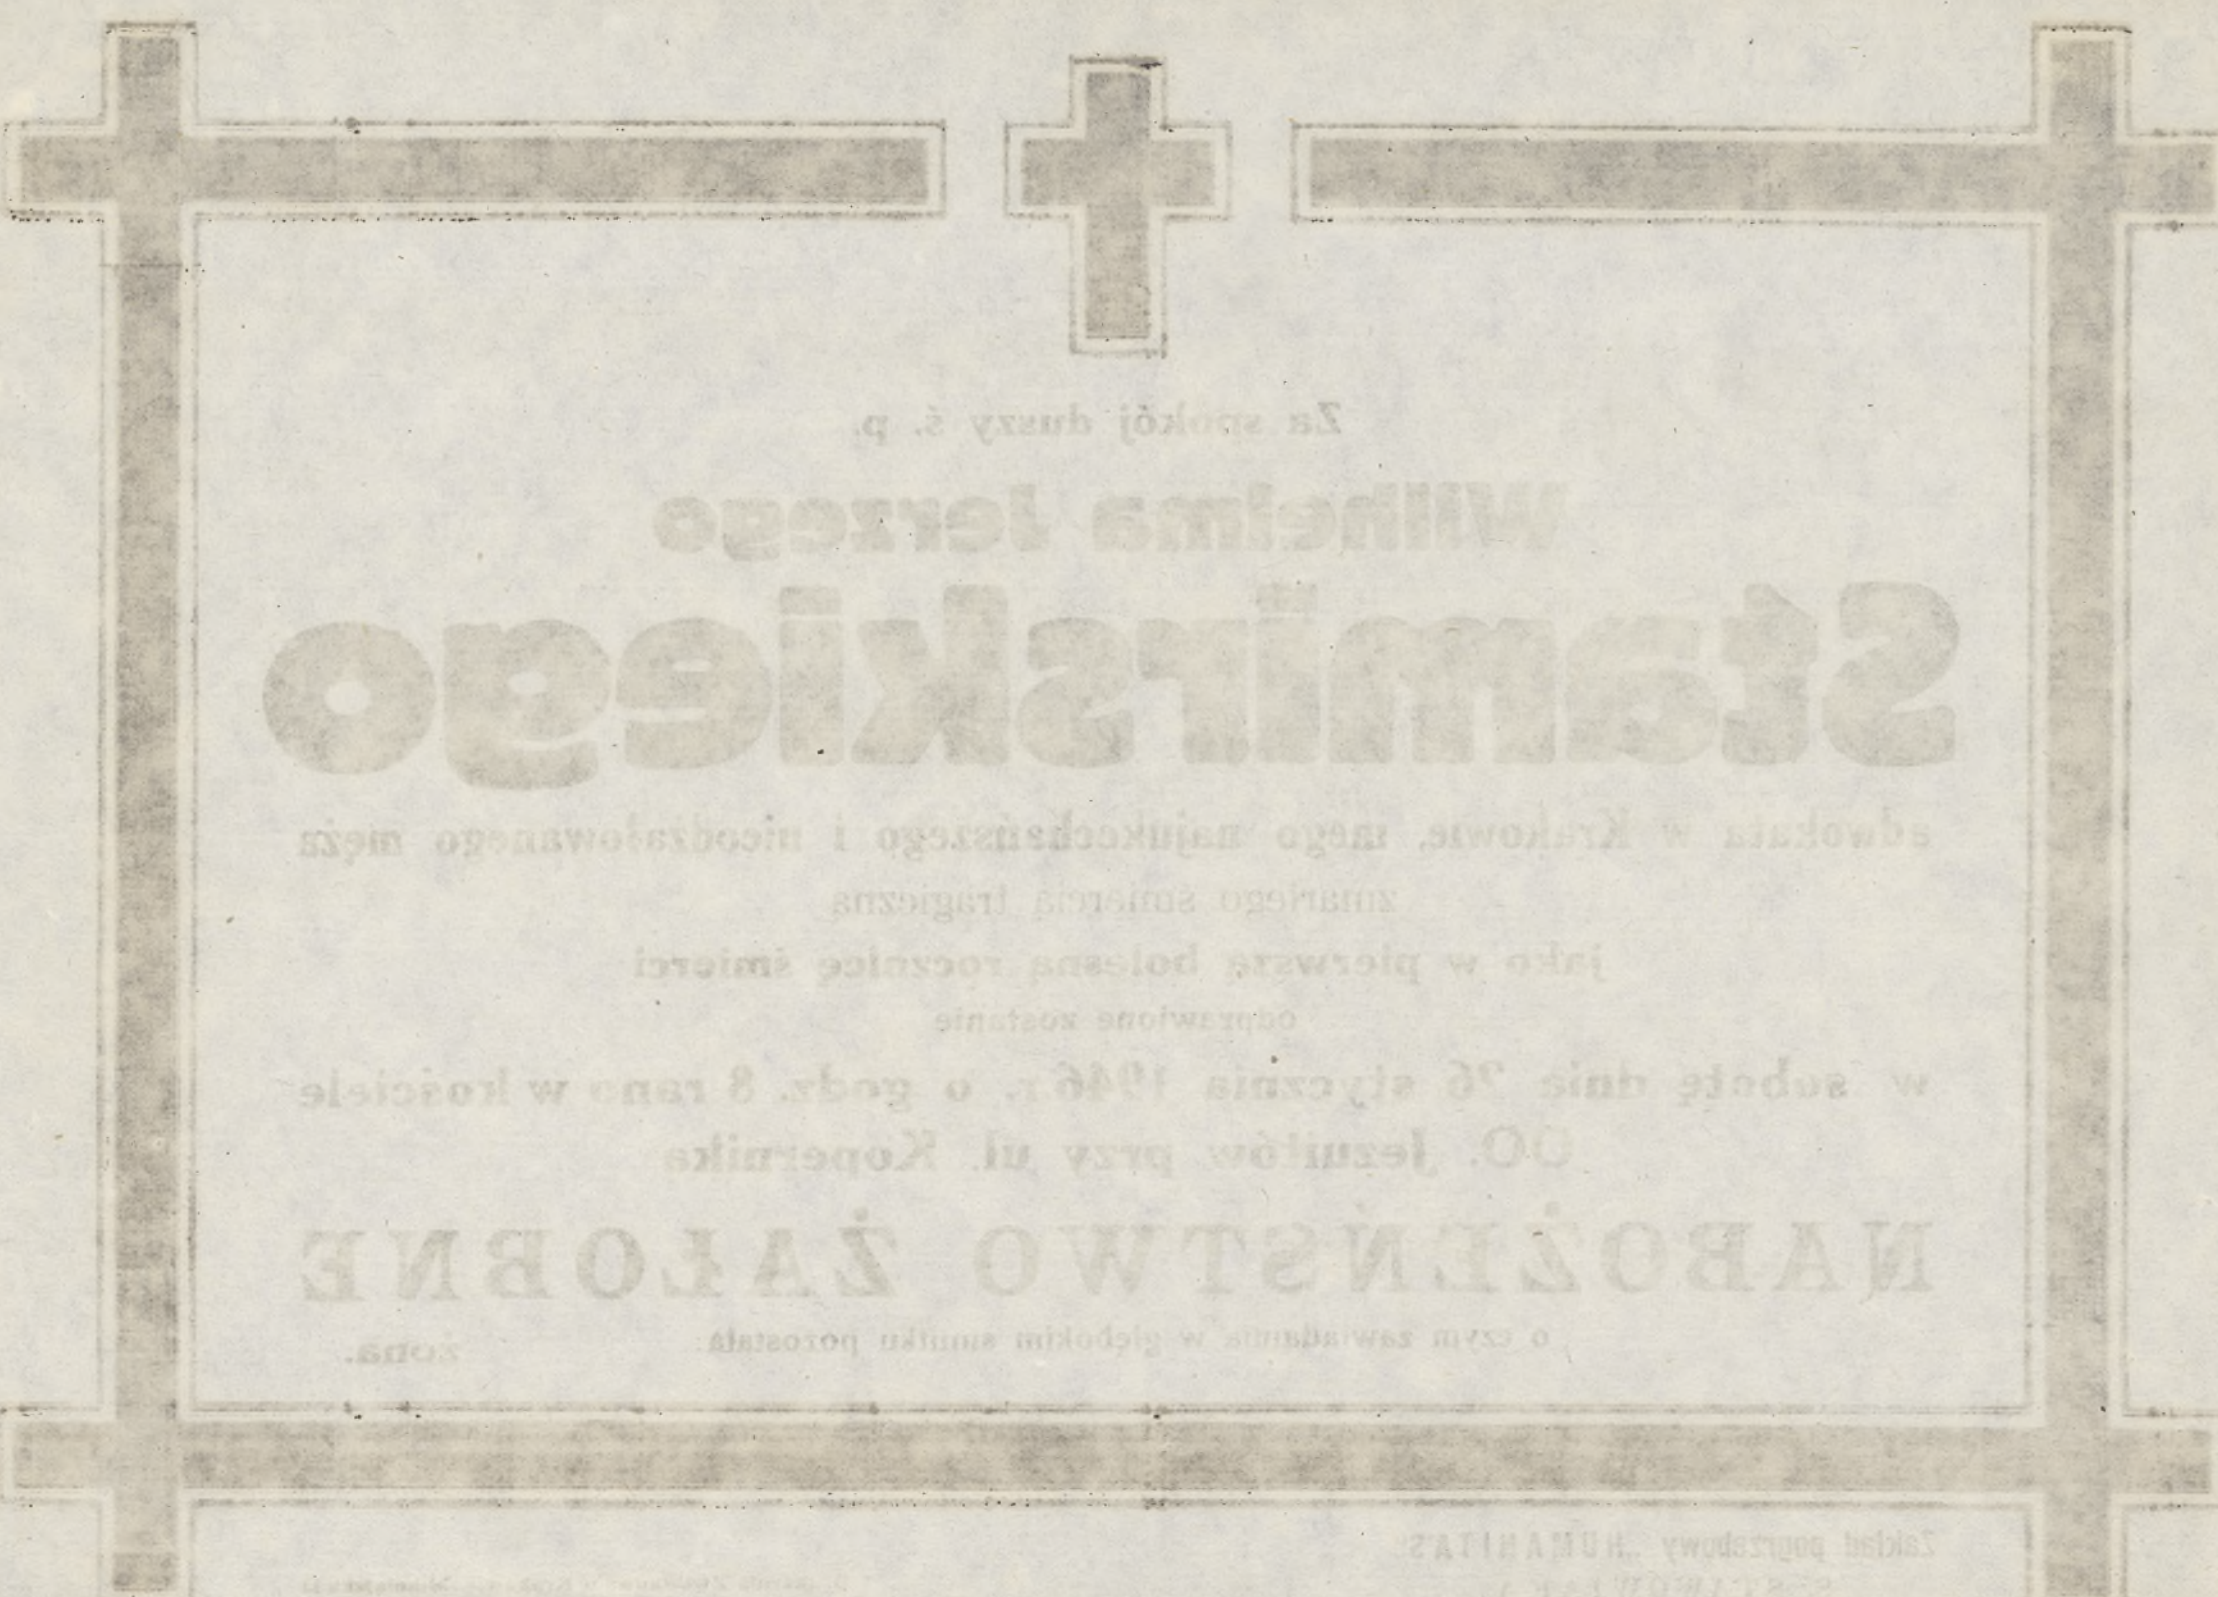 Za spokój duszy ś. p.
Wilhelma Jerzego
Stamirskiego
adwokata w Krakowie, mego najukochańszego i nieodżałowanego męża
zmarłego śmiercią tragiczną
jako w pierwszą bolesną rocznicę śmierci
odprawione zostanie
w sobotę dnia 26 stycznia 1946 r. o godz. 8 rano w kościele
OO. Jezuitów przy ul. Kopernika
NABOŻEŃSTWO ŻAŁOBNE
o czym zawiadamia w głębokim smutku pozostała
żona.
Zakład pogrzebowy „HUMANITAS"